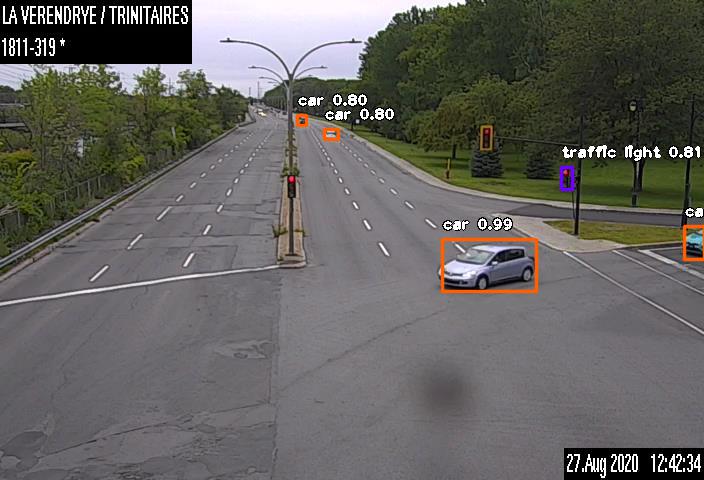 LA VERENDRYE / TRINITAIRES
1811-319 *
car 0.80
car 0.80
traffic light 0.81
ca
car 0.99
27.Aug 2020 12:42:34